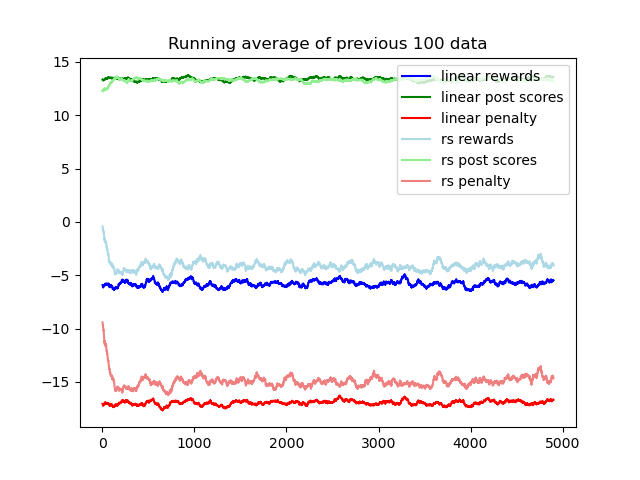 Running average of previous 100 data
linear rewards
linear post scores
linear penalty
rs rewards
rs post scores
rs penalty
15
10
5
0
−5
−10
−15
0
1000
2000
3000
4000
5000